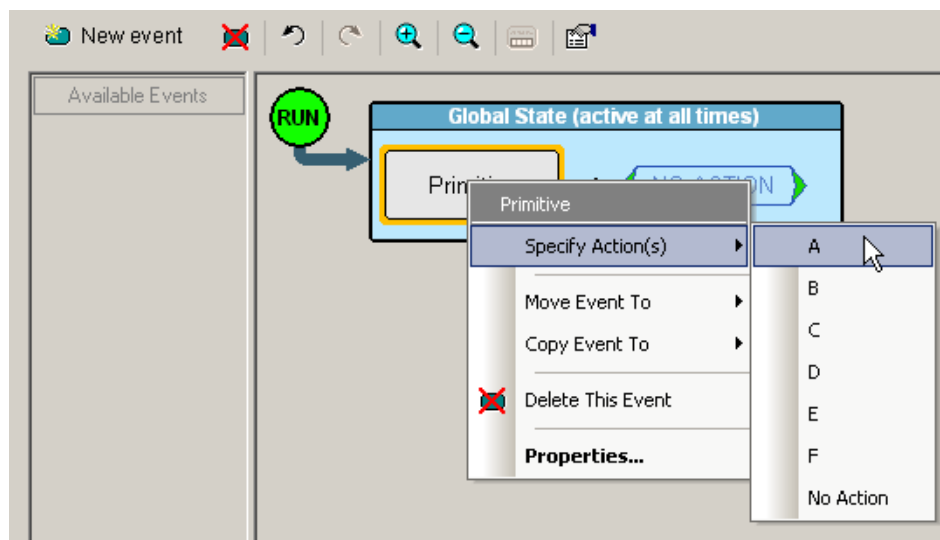 New event
Available Events
RUN
Global State (active at all times)
Primitive
Specify Action(s)
A
B
Move Event To
C
Copy Event To
D
Delete This Event
E
Properties...
F
No Action